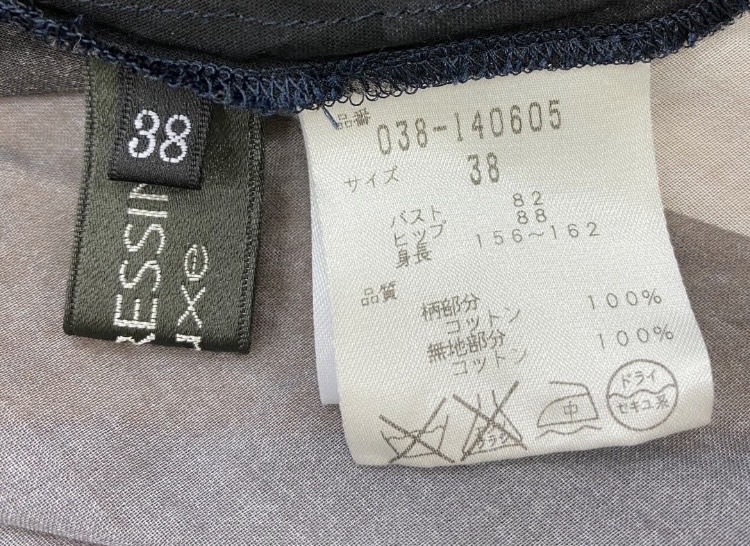 38
品番
038-140605
サイズ 38
バスト 82
ヒップ 88
身長 156～162
品質
柄部分
コットン 100%
無地部分
コットン 100%
中
ドライ
セキユ系